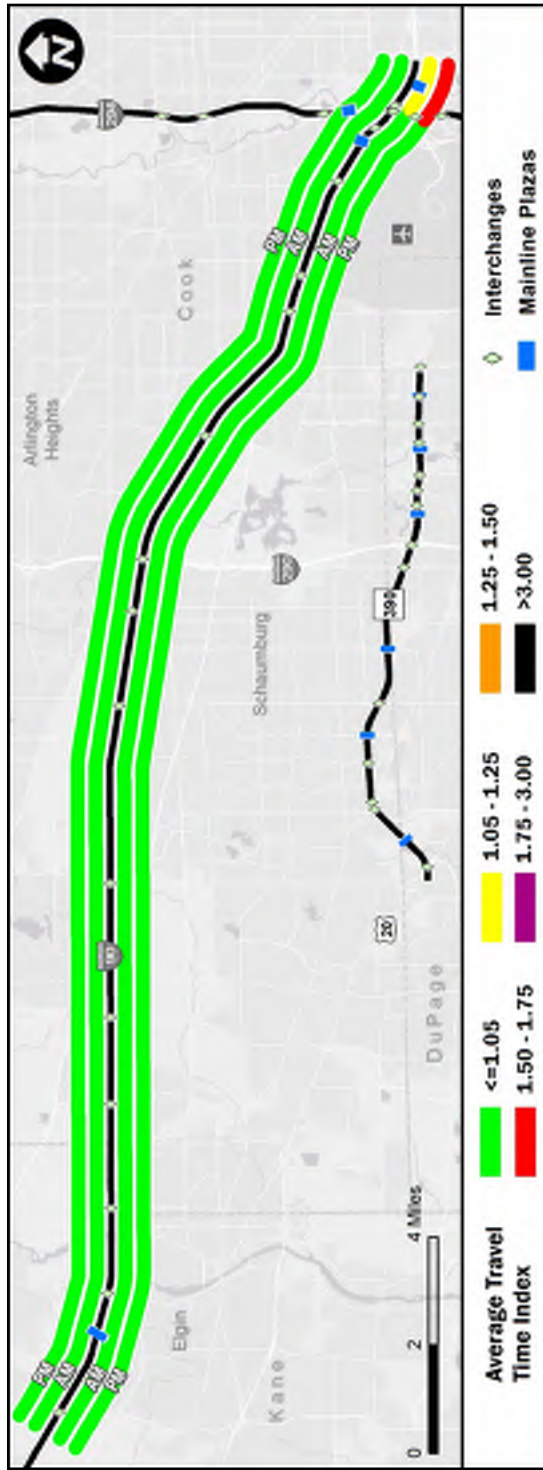 N
Arlington
Heights
Cook
PM
AM
AM
PM
Schaumburg
390
20
DuPage
Elgin
Kane
PM
AM
AM
PM
0 2 4 Miles
Average Travel
Time Index
<=1.05
1.05 - 1.25
1.25 - 1.50
1.50 - 1.75
1.75 - 3.00
>3.00
Interchanges
Mainline Plazas